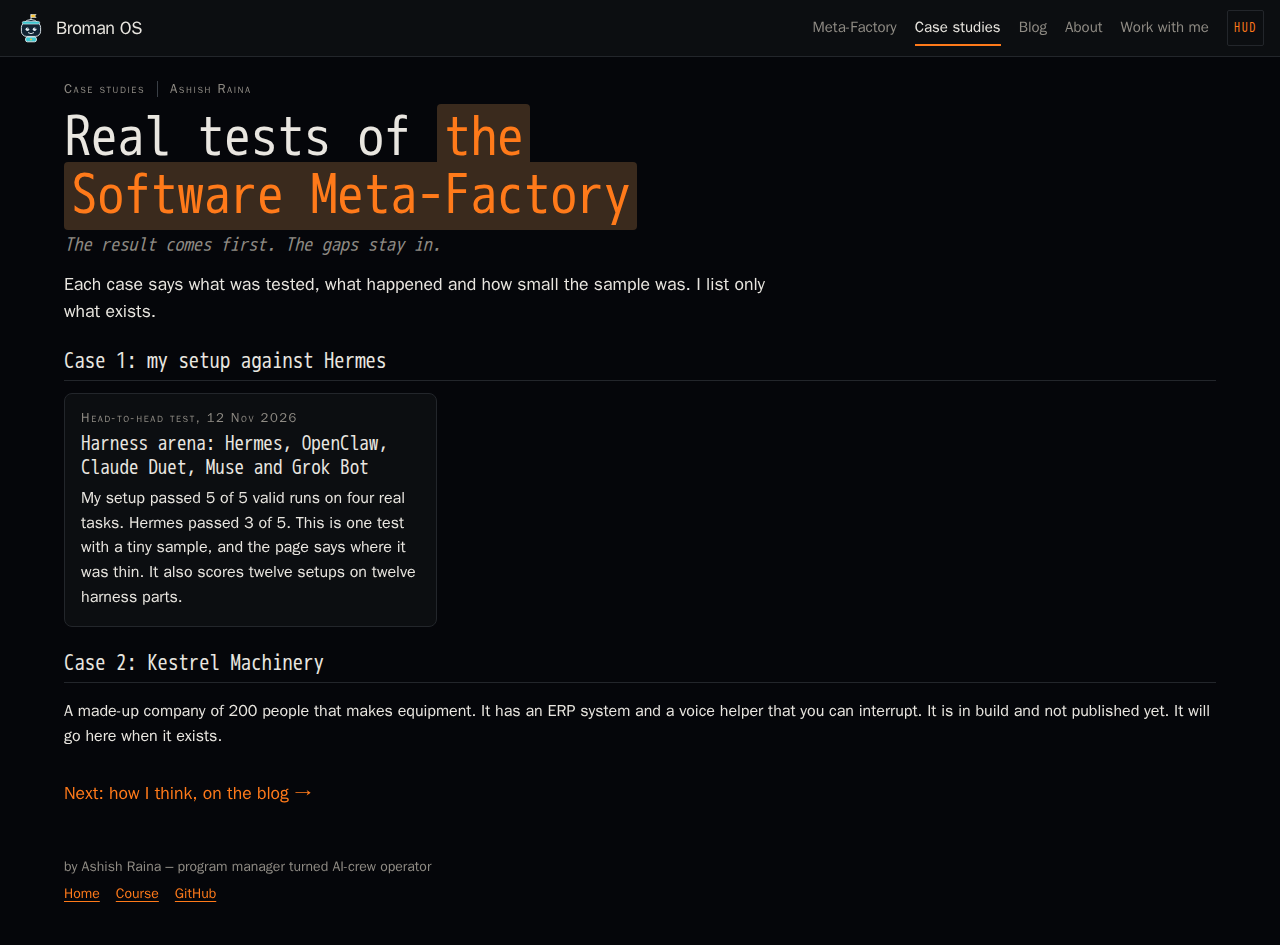 Broman OS
Meta-Factory Case studies Blog About Work with me HUD
Case studies | Ashish Raina
Real tests of the
Software Meta-Factory
The result comes first. The gaps stay in.
Each case says what was tested, what happened and how small the sample was. I list only
what exists.
Case 1: my setup against Hermes
Head-to-head test, 12 Nov 2026
Harness arena: Hermes, OpenClaw,
Claude Duet, Muse and Grok Bot
My setup passed 5 of 5 valid runs on four real
tasks. Hermes passed 3 of 5. This is one test
with a tiny sample, and the page says where it
was thin. It also scores twelve setups on twelve
harness parts.
Case 2: Kestrel Machinery
A made-up company of 200 people that makes equipment. It has an ERP system and a voice helper that you can interrupt. It is in build and not published yet. It will
go here when it exists.
Next: how I think, on the blog →
by Ashish Raina – program manager turned AI-crew operator
Home Course GitHub